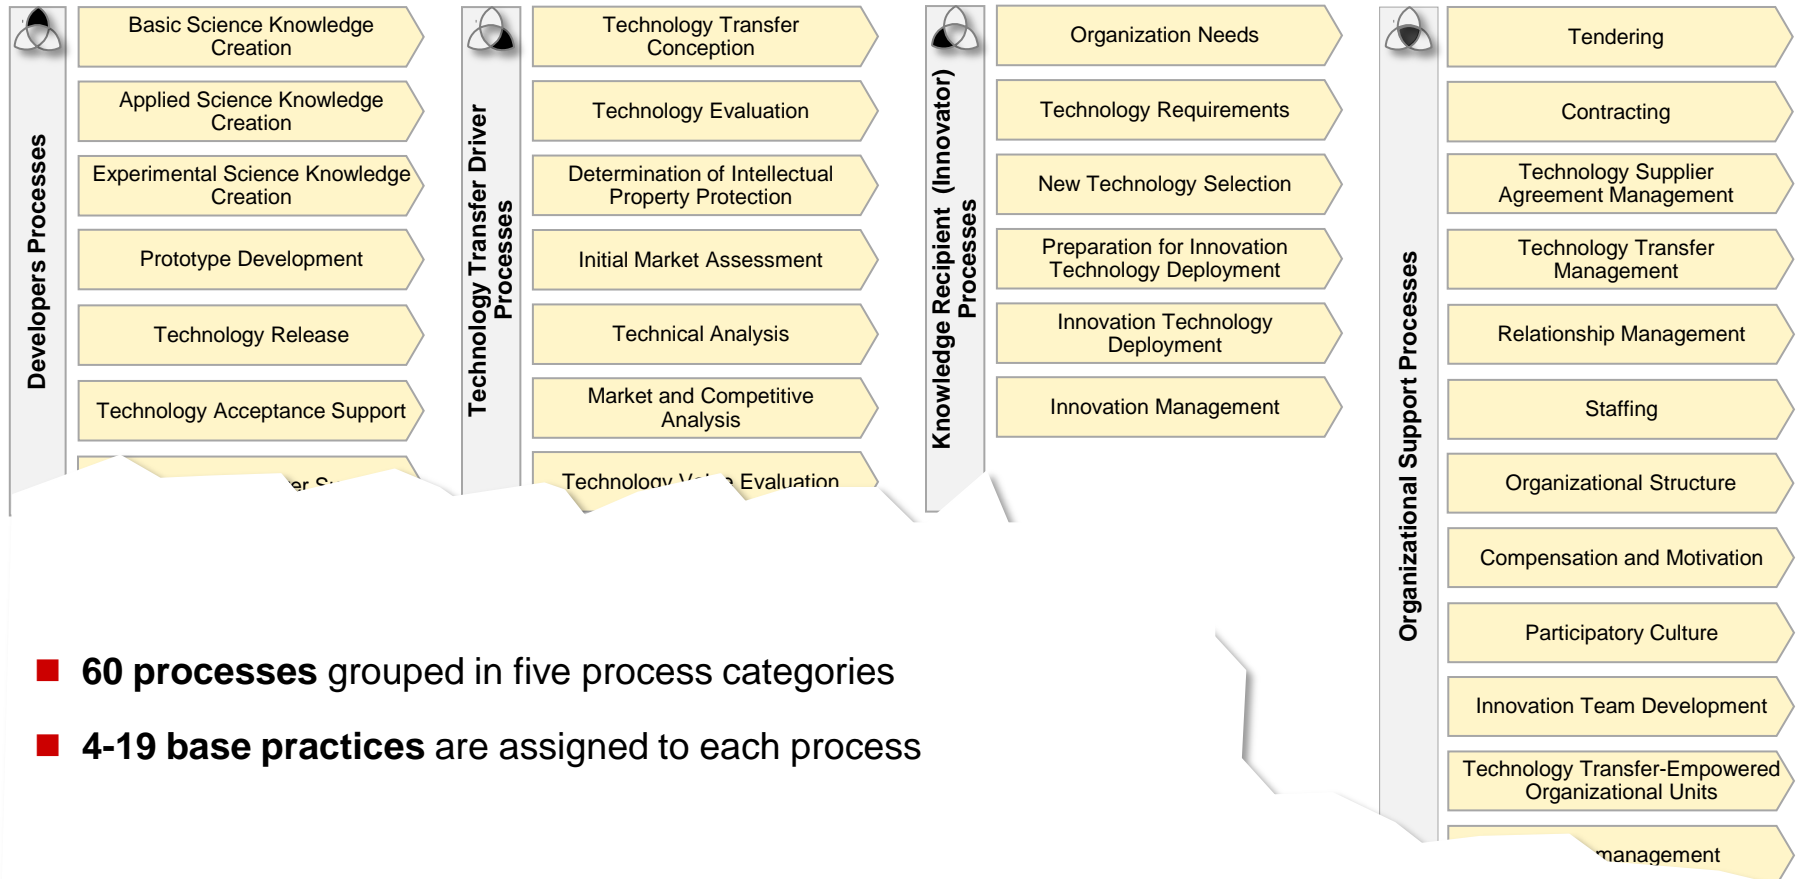 Developers Processes
Basic Science Knowledge
Creation
Applied Science Knowledge
Creation
Experimental Science Knowledge
Creation
Prototype Development
Technology Release
Technology Acceptance Support
Technology Transfer Driver
Processes
Technology Transfer
Conception
Technology Evaluation
Determination of Intellectual
Property Protection
Initial Market Assessment
Technical Analysis
Market and Competitive
Analysis
Technology Evaluation
Knowledge Recipient (Innovator)
Processes
Organization Needs
Technology Requirements
New Technology Selection
Preparation for Innovation
Technology Deployment
Innovation Technology
Deployment
Innovation Management
Organizational Support Processes
Tendering
Contracting
Technology Supplier
Agreement Management
Technology Transfer
Management
Relationship Management
Staffing
Organizational Structure
Compensation and Motivation
Participatory Culture
Innovation Team Development
Technology Transfer-Empowered
Organizational Units
management
60 processes grouped in five process categories
4-19 base practices are assigned to each process